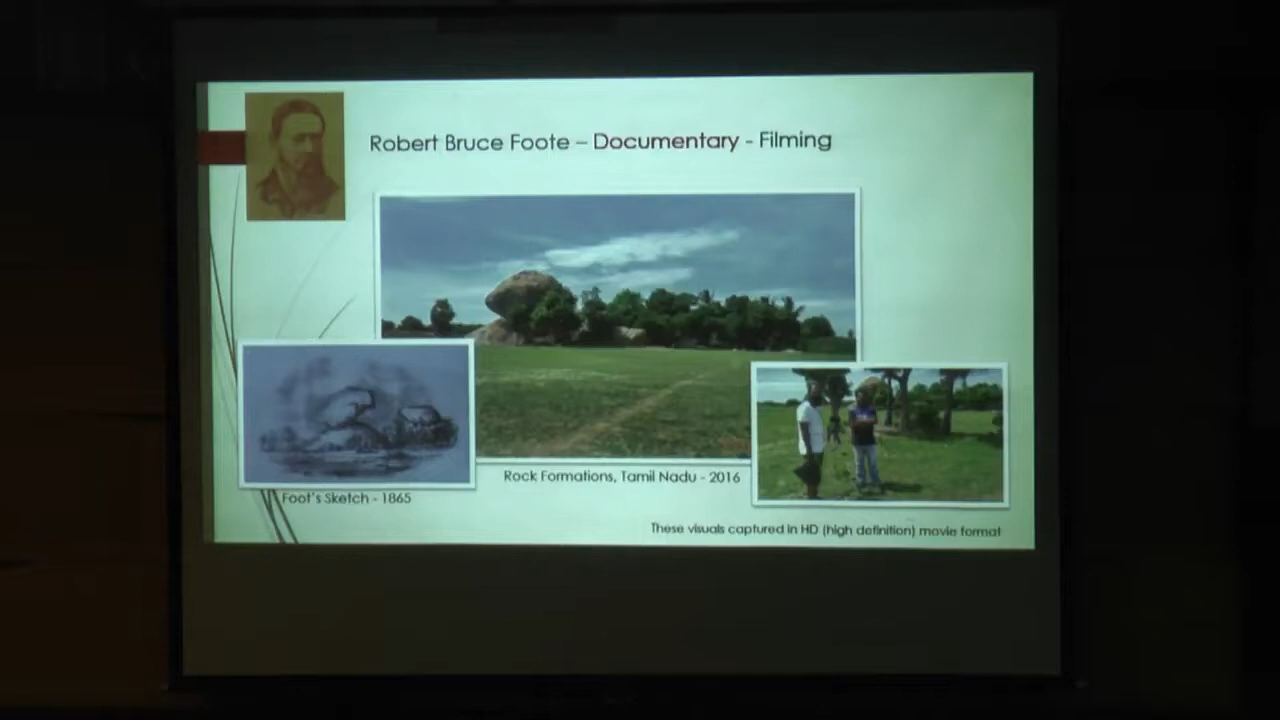 Robert Bruce Foote – Documentary - Filming
Rock Formations, Tamil Nadu - 2016
Foot's Sketch - 1865
These visuals captured in HD (high definition) movie format